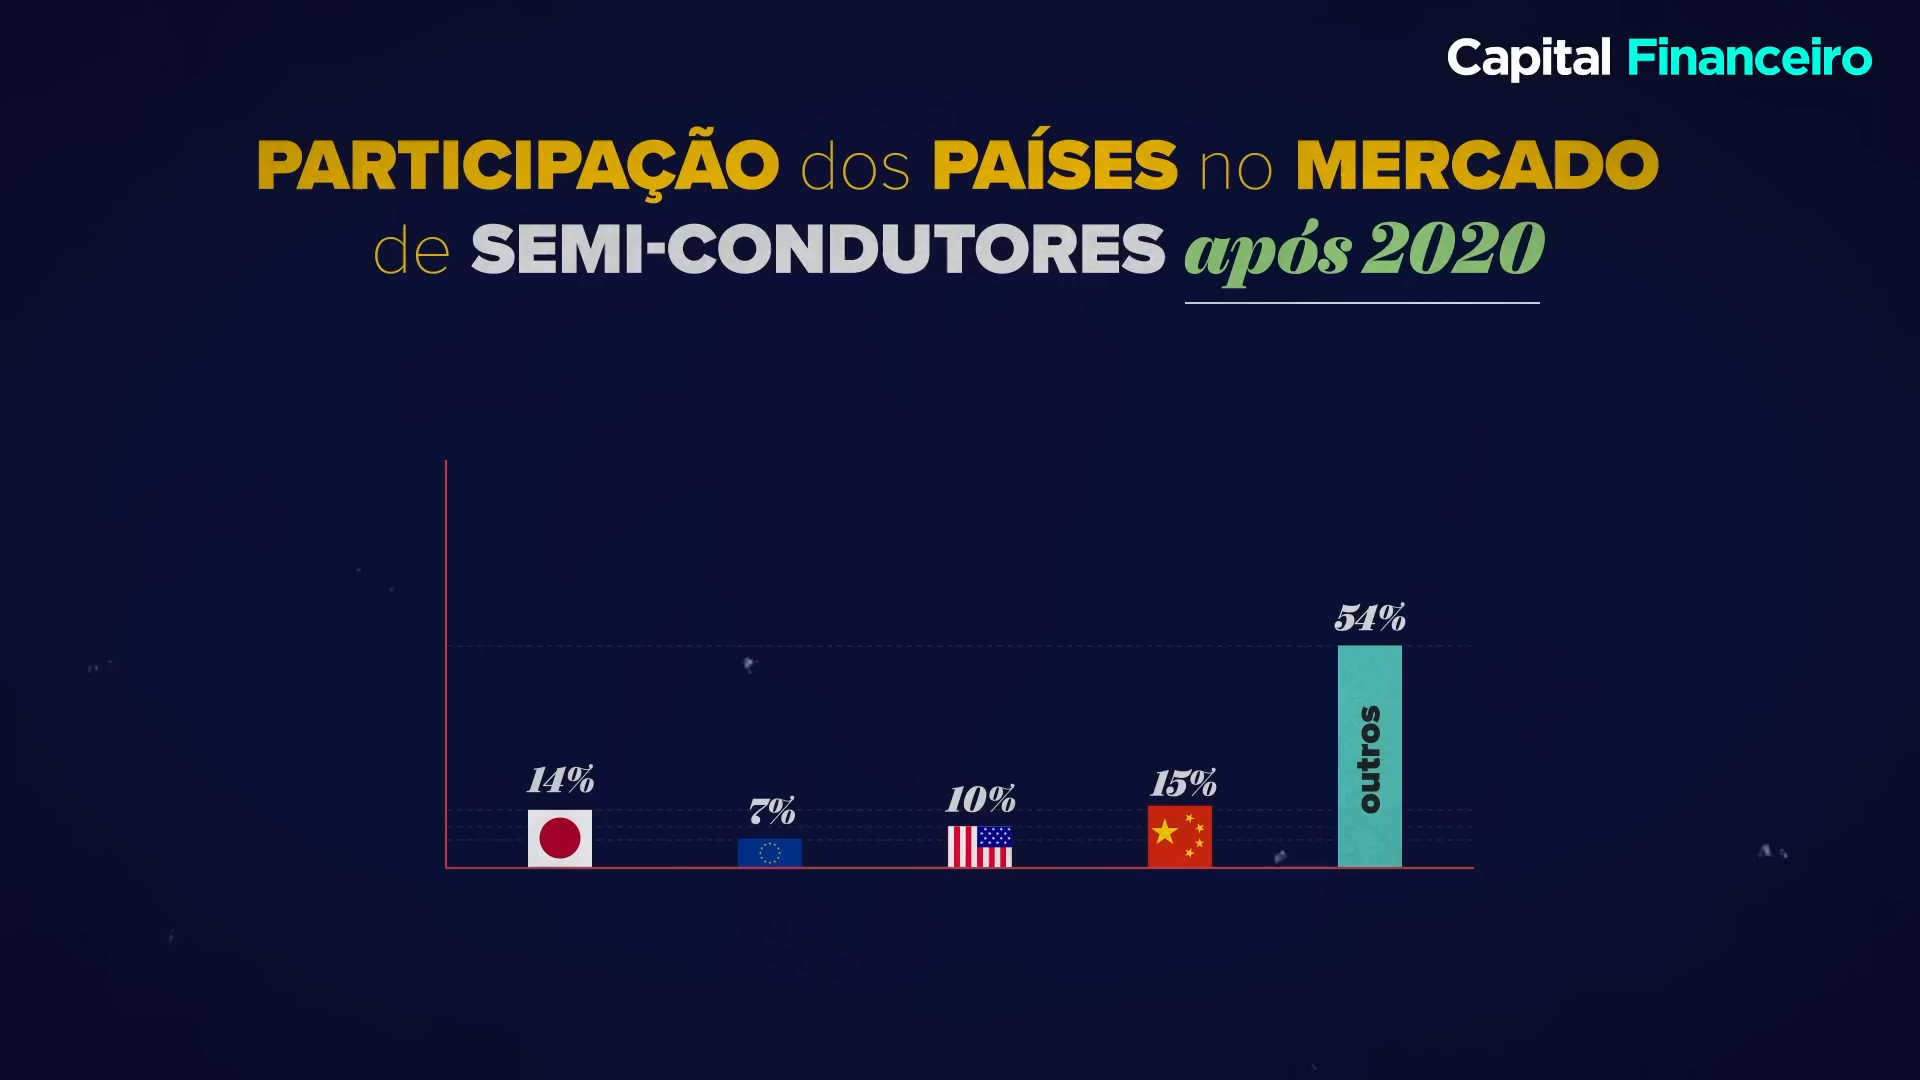 Capital Financeiro
PARTICIPAÇÃO dos PAÍSES no MERCADO
de SEMI-CONDUTORES após 2020
54%
outros
14%
7%
10%
15%